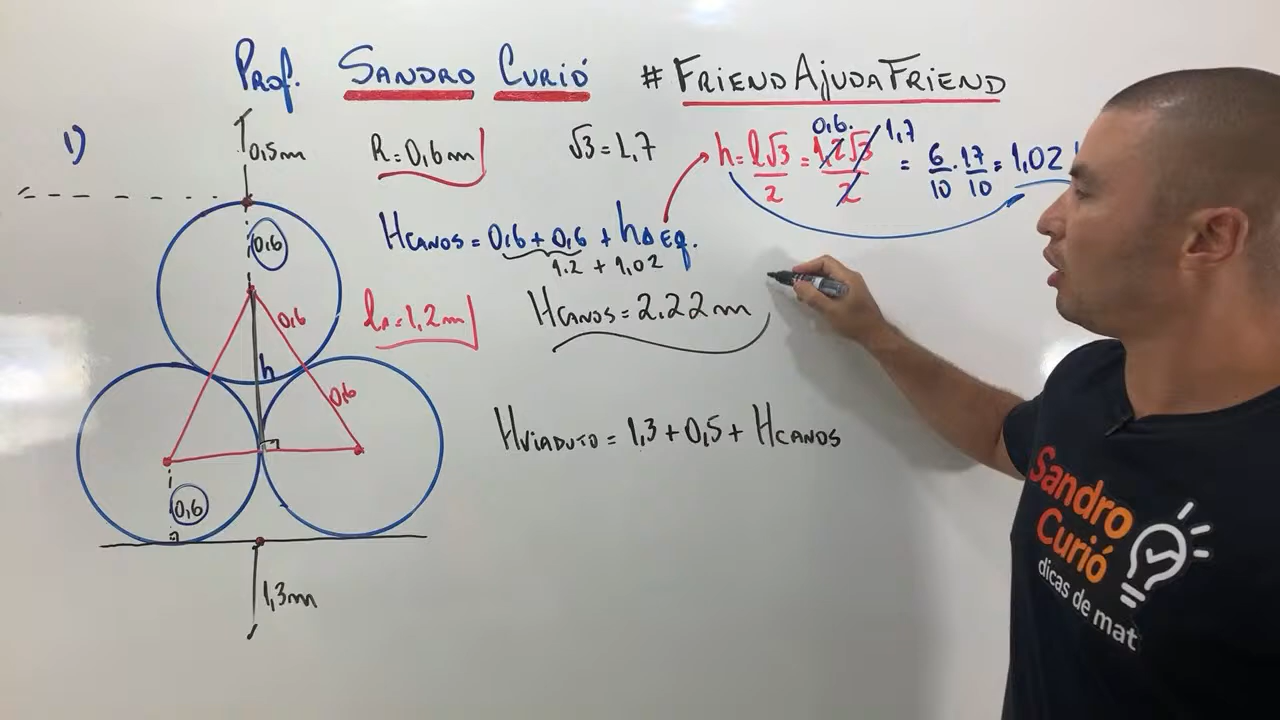 Prof. Sandro Curió #FriendAjudaFriend
1)
0,5m
R=0,6m
√3=1,7
h=l√3/2 = 1,2√3/2 = 6/10 . 17/10 = 1,02
0,6.
1,7
0,6
Hcanos = 0,6 + 0,6 + h∆ Eq.
1.2 + 1,02
0,6
l∆=1,2m
Hcanos = 2.22m
h
0,6
Hviaduto = 1,3 + 0,5 + Hcanos
0,6
1,3m
Sandro
Curió
dicas de mat